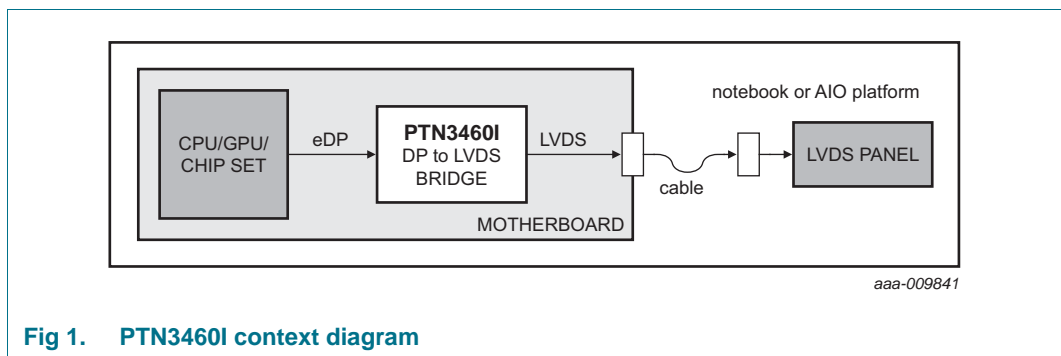 notebook or AIO platform
CPU/GPU/
CHIP SET
eDP
PTN3460I
DP to LVDS
BRIDGE
LVDS
cable
LVDS PANEL
MOTHERBOARD
aaa-009841
Fig 1. PTN3460I context diagram